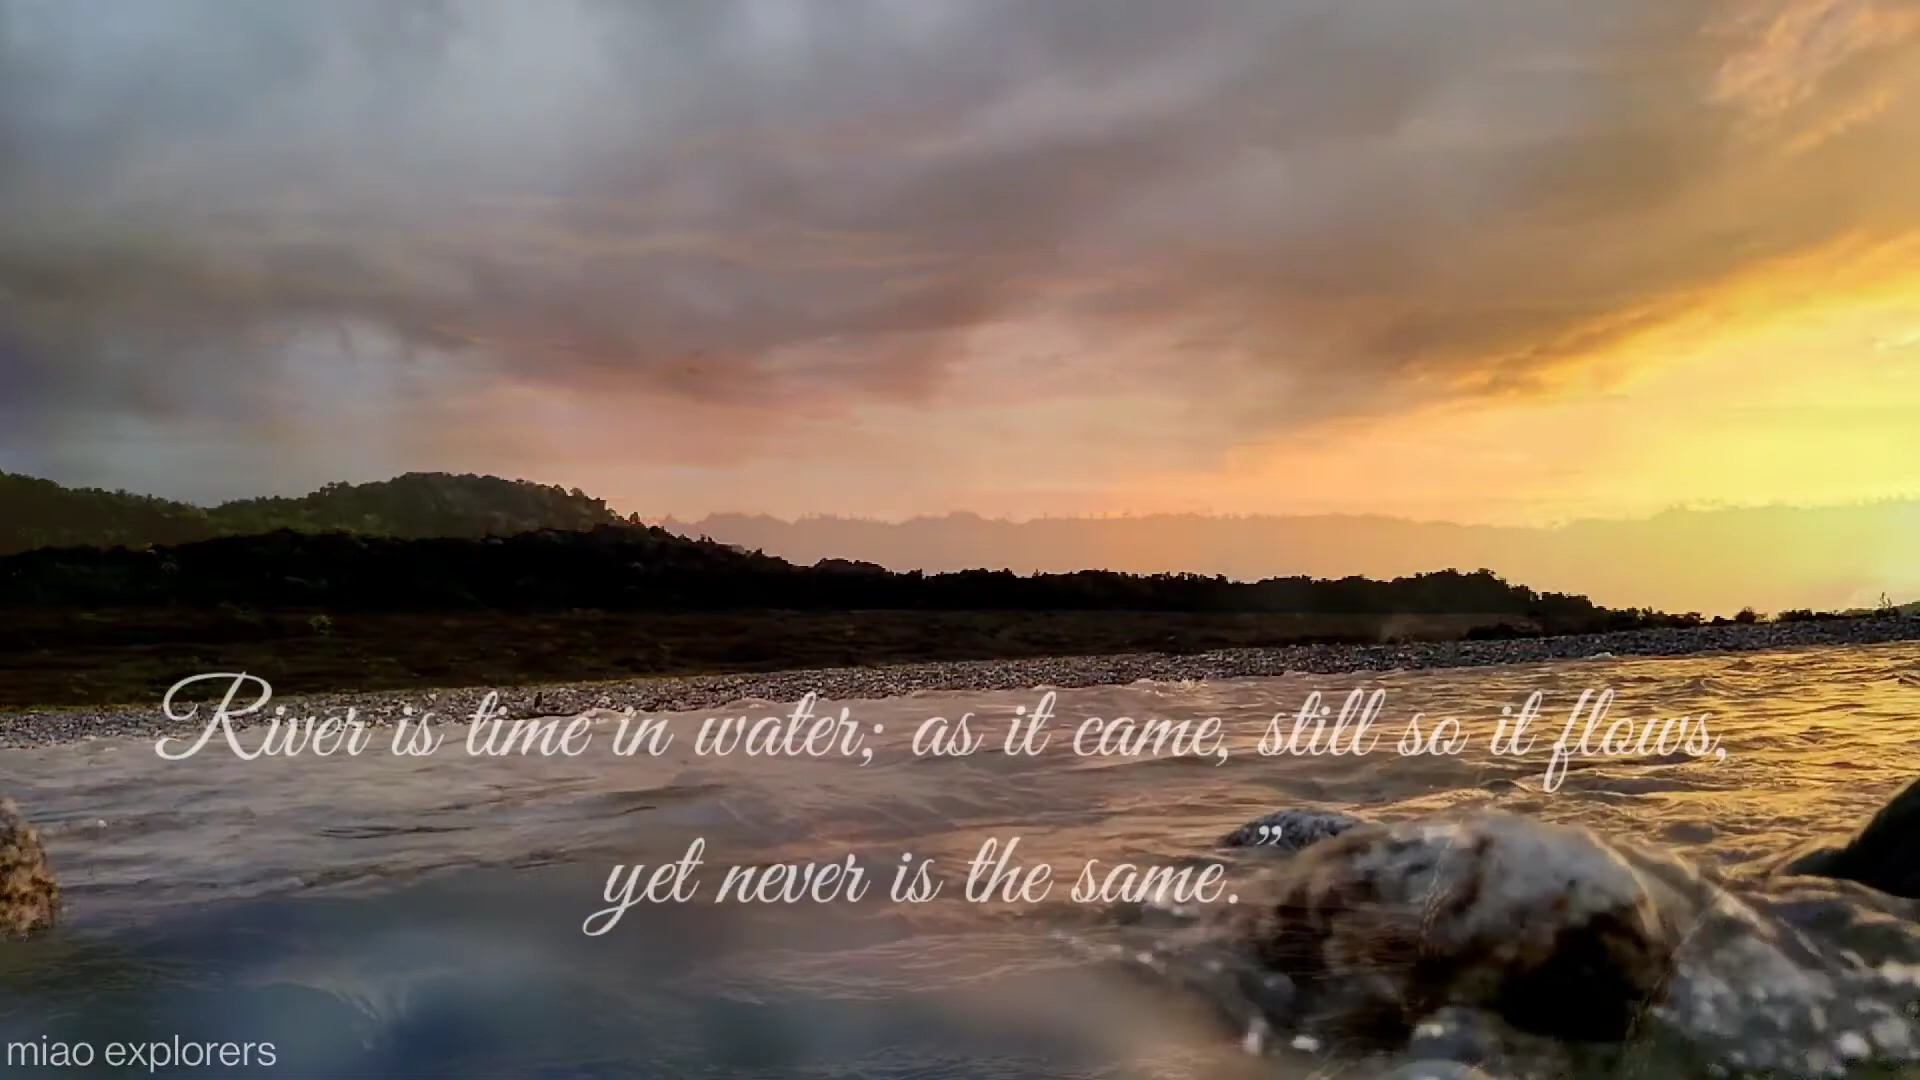 River is time in water; as it came, still so it flows,
yet never is the same.”
miao explorers